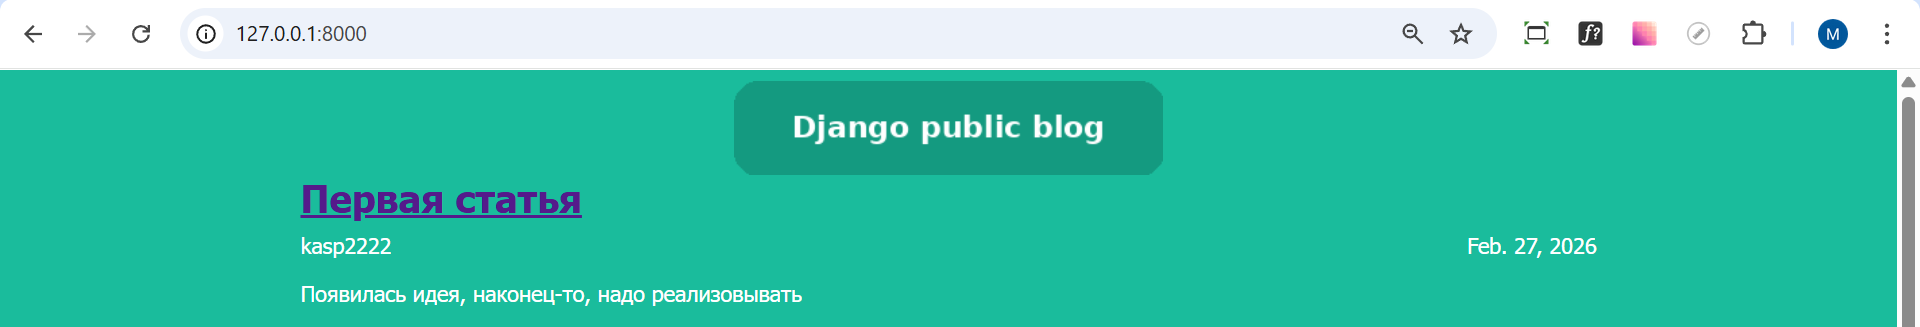 127.0.0.1:8000
f?
M
Django public blog
Первая статья
kasp2222
Feb. 27, 2026
Появилась идея, наконец-то, надо реализовывать